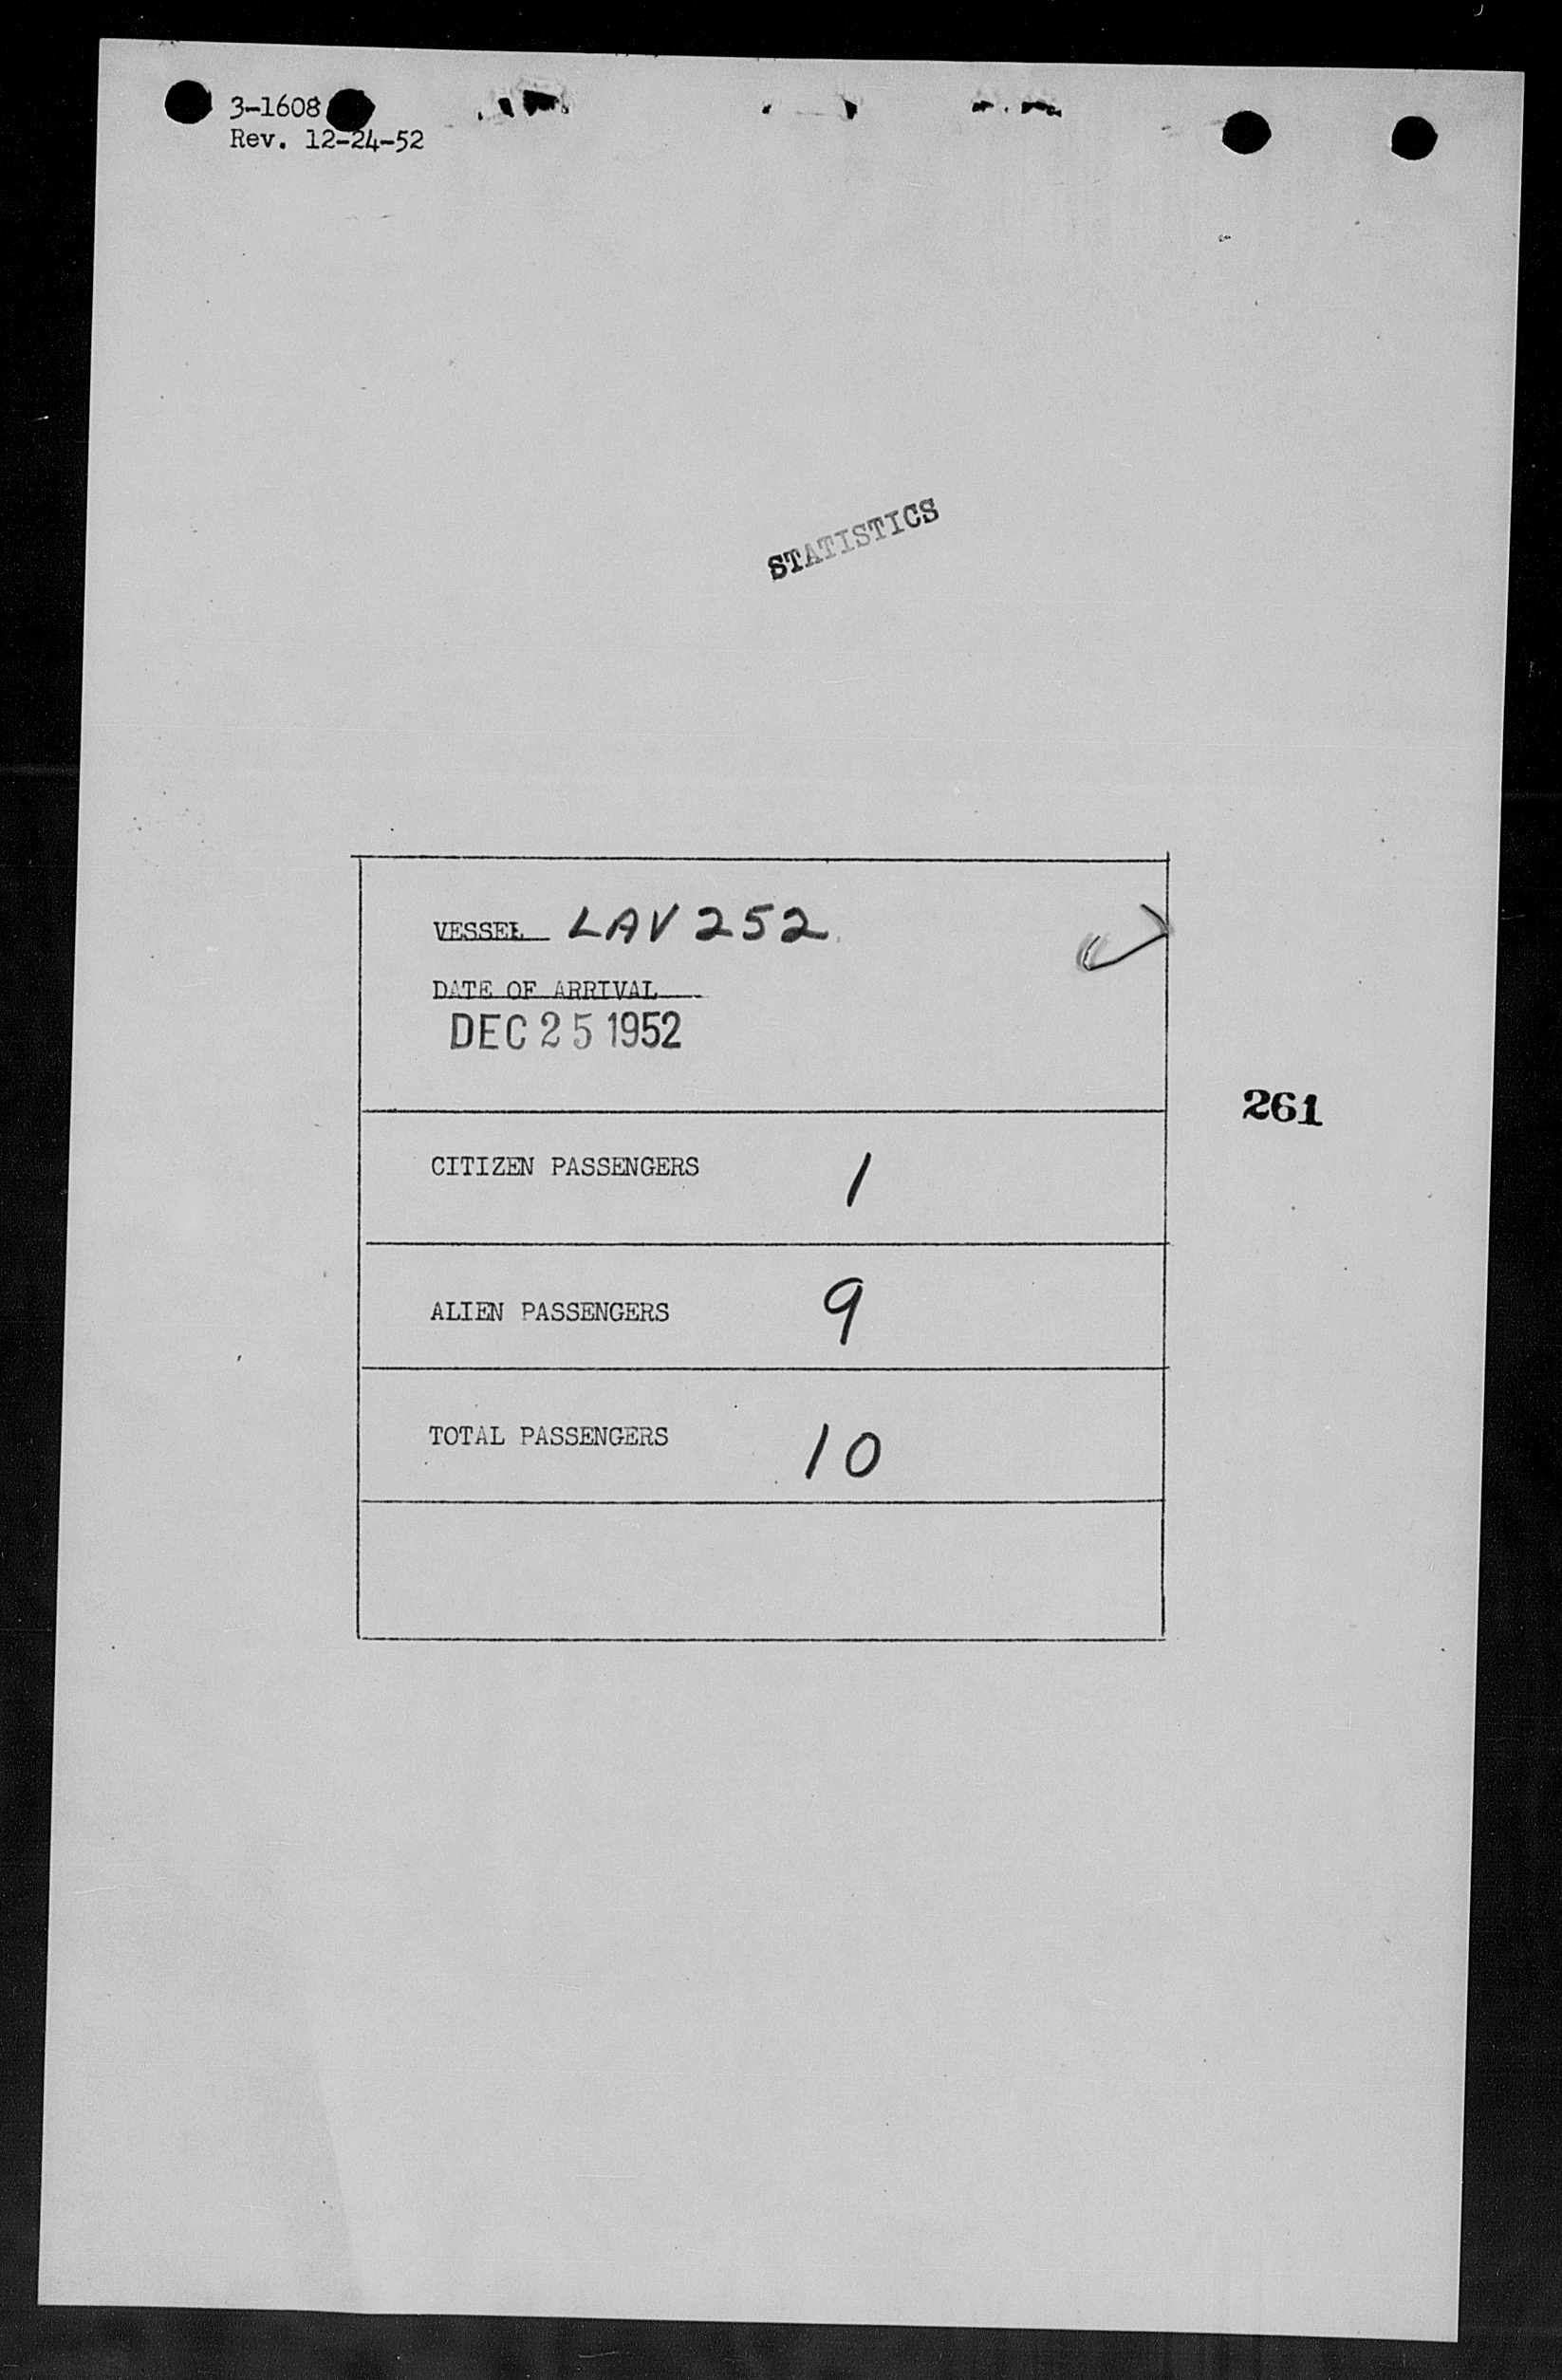 3-1608
Rev. 12-24-52
STATISTICS
VESSEL LAV 252
DATE OF ARRIVAL
DEC 25 1952
261
CITIZEN PASSENGERS 1
ALIEN PASSENGERS 9
TOTAL PASSENGERS 10